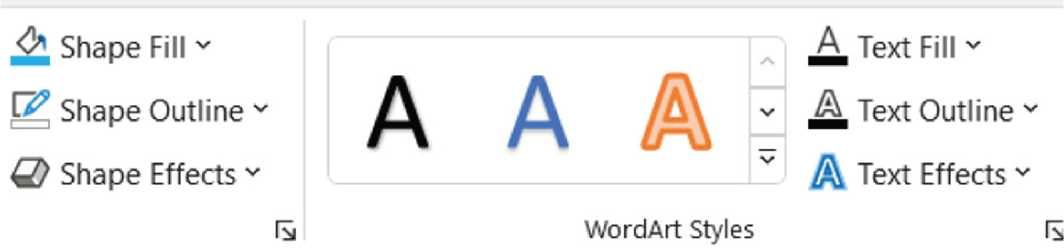 Shape Fill
Shape Outline
Shape Effects
A A A
WordArt Styles
A Text Fill
A Text Outline
A Text Effects